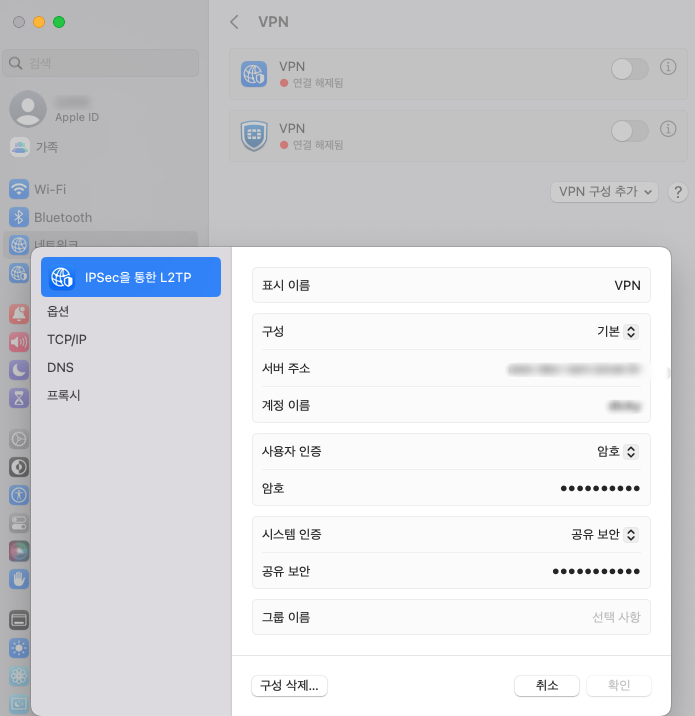 VPN
검색
Apple ID
가족
Wi-Fi
Bluetooth
네트워크
VPN
연결 해제됨
VPN
연결 해제됨
VPN 구성 추가
?
IPSec을 통한 L2TP
옵션
TCP/IP
DNS
프록시
표시 이름 VPN
구성 기본
서버 주소
계정 이름
사용자 인증 암호
암호 ●●●●●●●●●●
시스템 인증 공유 보안
공유 보안 ●●●●●●●●●●●
그룹 이름 선택 사항
구성 삭제...
취소
확인